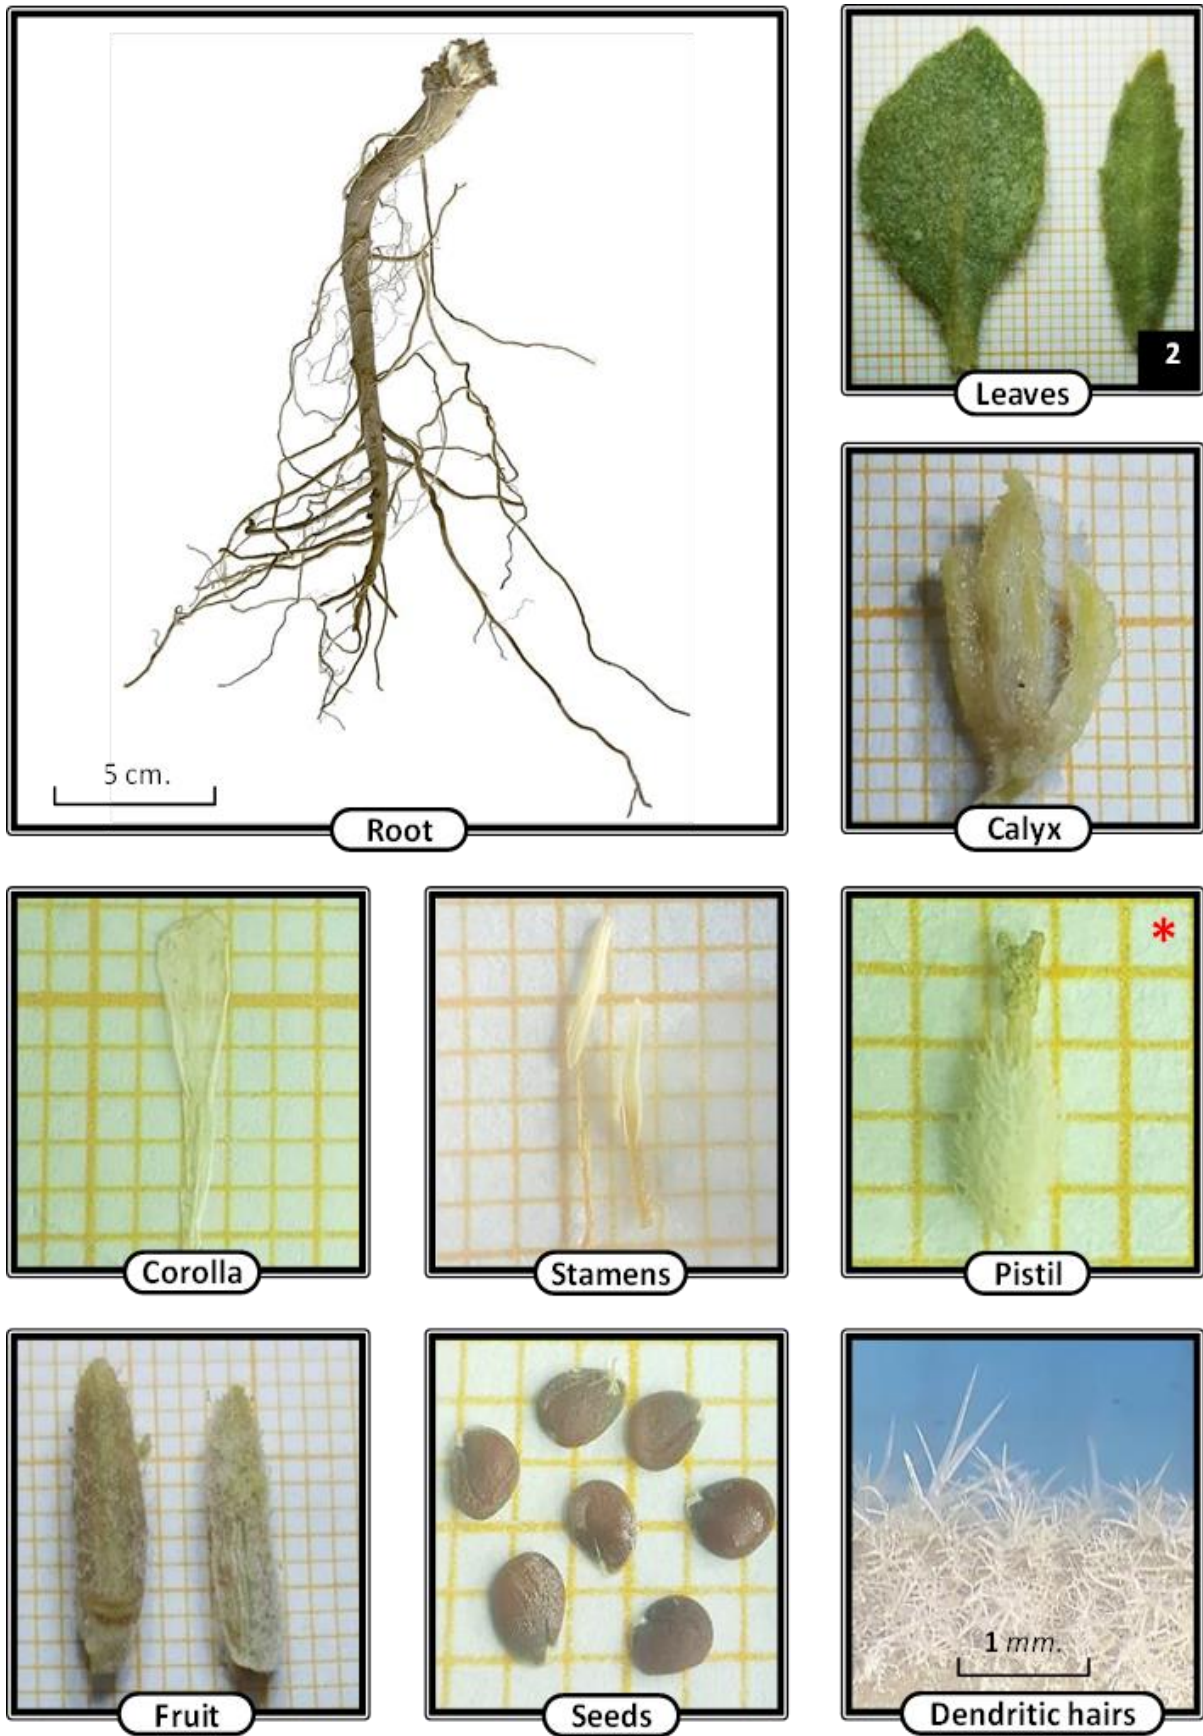 5 cm.
Root
2
Leaves
Calyx
Corolla
Stamens
*
Pistil
Fruit
Seeds
1 mm.
Dendritic hairs